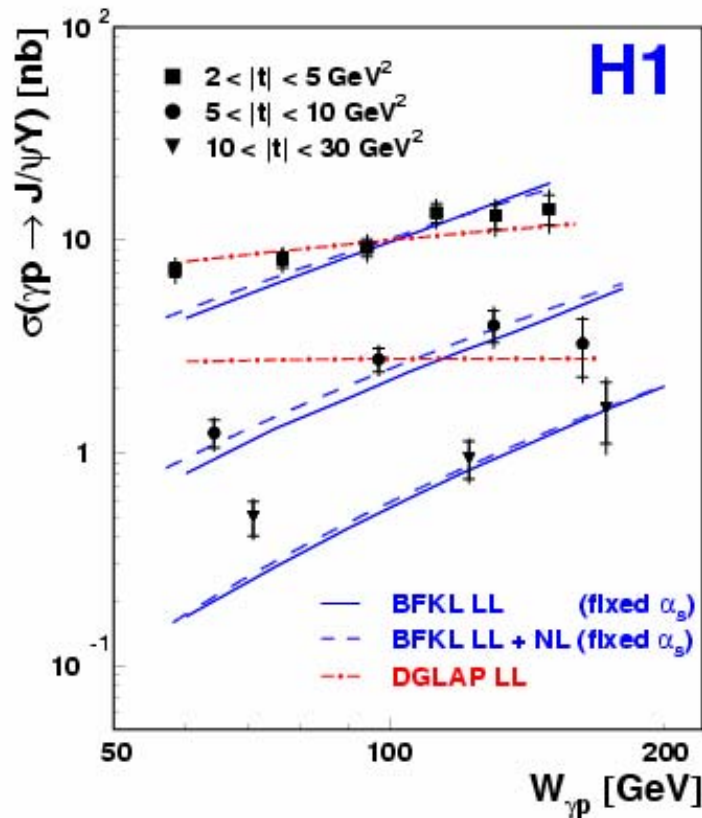 H1
10²
10
1
10⁻¹
σ(γp → J/ψY) [nb]
2 < |t| < 5 GeV²
5 < |t| < 10 GeV²
10 < |t| < 30 GeV²
BFKL LL (fixed αₛ)
BFKL LL + NL (fixed αₛ)
DGLAP LL
50 100 200
Wγp [GeV]